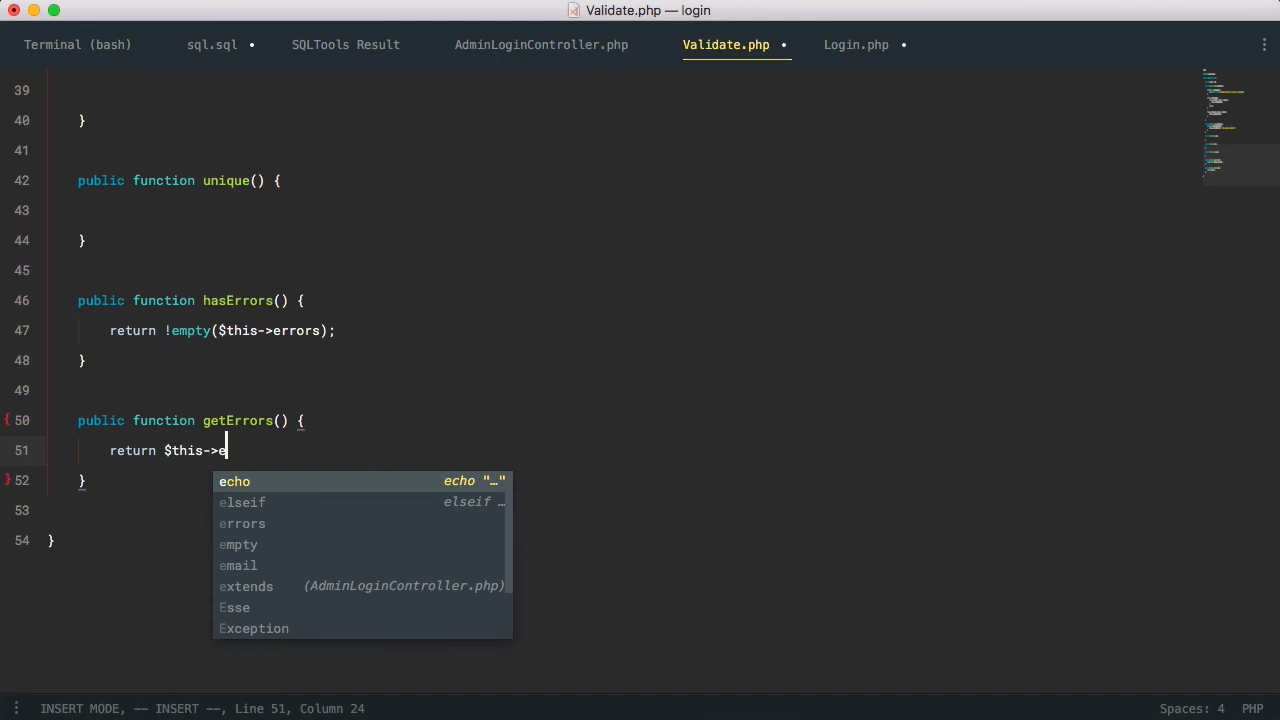 Validate.php — login
Terminal (bash) sql.sql • SQLTools Result AdminLoginController.php Validate.php • Login.php •
39
40 }
41
42 public function unique() {
43
44 }
45
46 public function hasErrors() {
47 return !empty($this->errors);
48 }
49
{ 50 public function getErrors() {
51 return $this->e
} 52 }
echo echo "…"
53
elseif elseif …
errors
54 }
empty
email
extends (AdminLoginController.php)
Esse
Exception
INSERT MODE, -- INSERT --, Line 51, Column 24 Spaces: 4 PHP